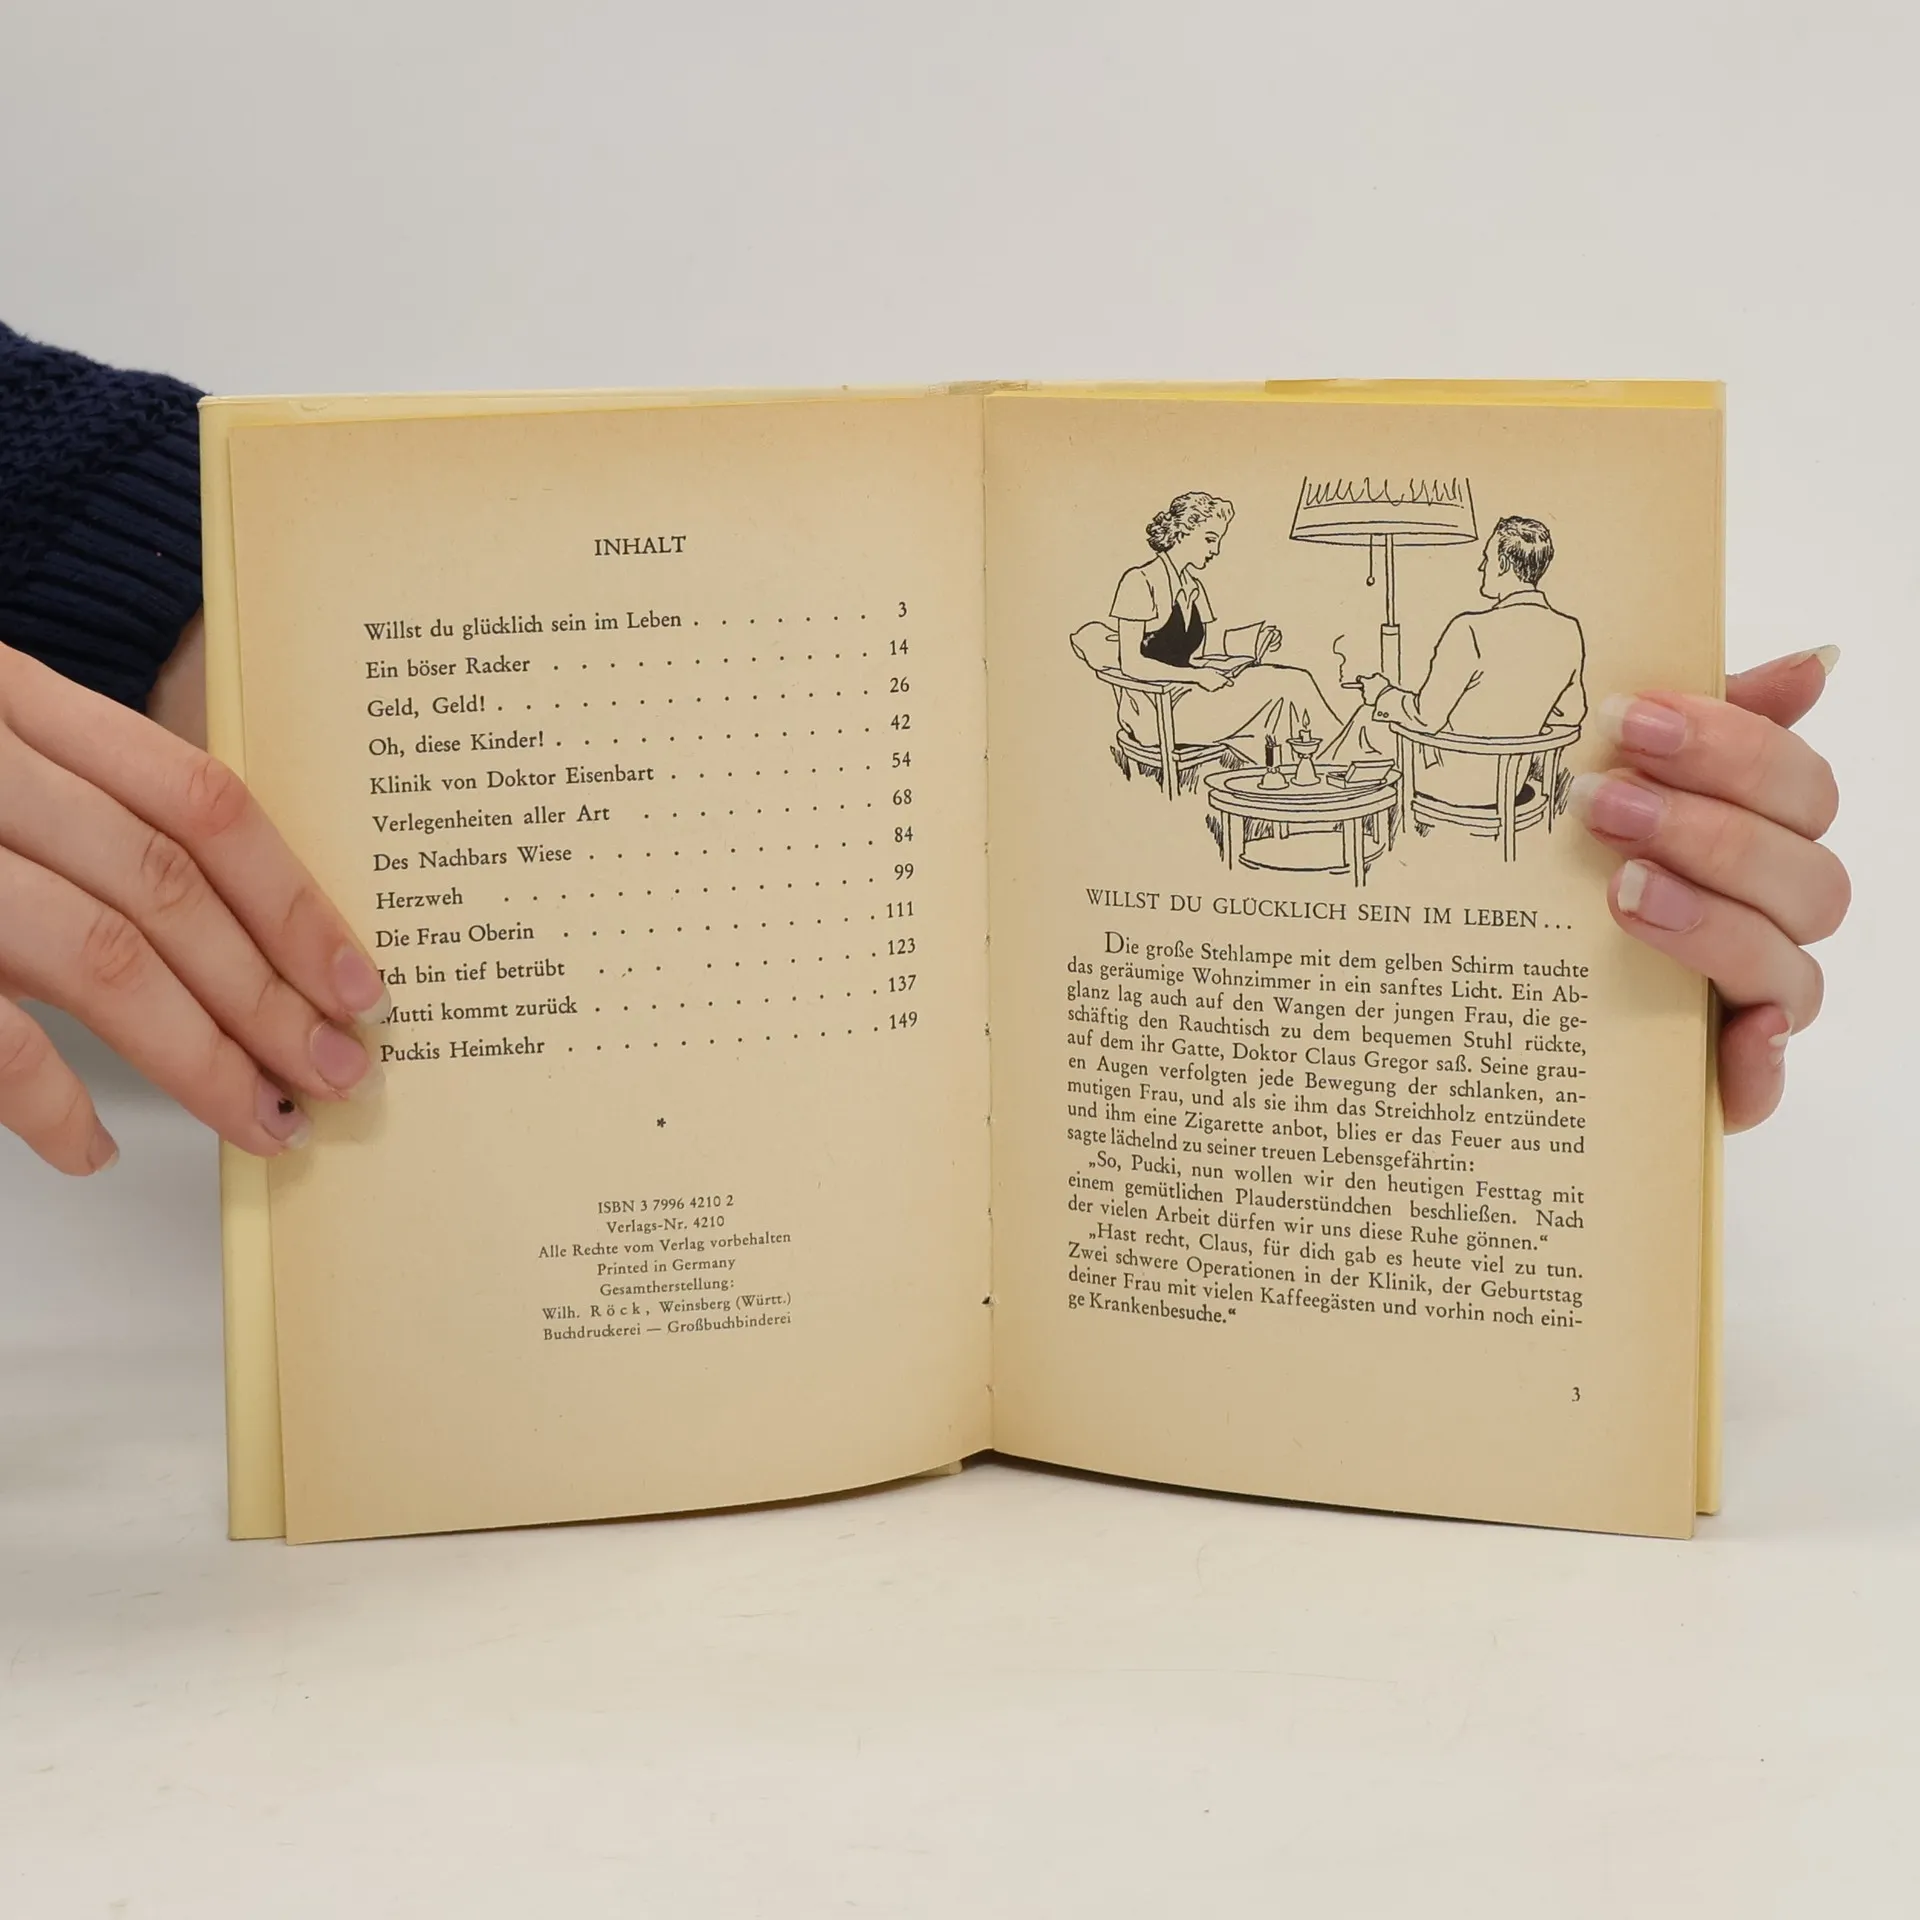 INHALT
Willst du glücklich sein im Leben . . . . . . . 3
Ein böser Racker . . . . . . . . . . . . 14
Geld, Geld! . . . . . . . . . . . . . . 26
Oh, diese Kinder! . . . . . . . . . . . . 42
Klinik von Doktor Eisenbart . . . . . . . . 54
Verlegenheiten aller Art . . . . . . . . . 68
Des Nachbars Wiese . . . . . . . . . . . 84
Herzweh . . . . . . . . . . . . . . 99
Die Frau Oberin . . . . . . . . . . . . 111
Ich bin tief betrübt . . . . . . . . . . 123
Mutti kommt zurück . . . . . . . . . . . 137
Puckis Heimkehr . . . . . . . . . . . . 149
*
ISBN 3 7996 4210 2
Verlags-Nr. 4210
Alle Rechte vom Verlag vorbehalten
Printed in Germany
Gesamtherstellung:
Wilh. Röck, Weinsberg (Württ.)
Buchdruckerei — Großbuchbinderei
WILLST DU GLÜCKLICH SEIN IM LEBEN...
Die große Stehlampe mit dem gelben Schirm tauchte
das geräumige Wohnzimmer in ein sanftes Licht. Ein Ab-
glanz lag auch auf den Wangen der jungen Frau, die ge-
schäftig den Rauchtisch zu dem bequemen Stuhl rückte,
auf dem ihr Gatte, Doktor Claus Gregor saß. Seine grau-
en Augen verfolgten jede Bewegung der schlanken, an-
mutigen Frau, und als sie ihm das Streichholz entzündete
und ihm eine Zigarette anbot, blies er das Feuer aus und
sagte lächelnd zu seiner treuen Lebensgefährtin:
„So, Pucki, nun wollen wir den heutigen Festtag mit
einem gemütlichen Plauderstündchen beschließen. Nach
der vielen Arbeit dürfen wir uns diese Ruhe gönnen.“
„Hast recht, Claus, für dich gab es heute viel zu tun.
Zwei schwere Operationen in der Klinik, der Geburtstag
deiner Frau mit vielen Kaffeegästen und vorhin noch eini-
ge Krankenbesuche.“
3